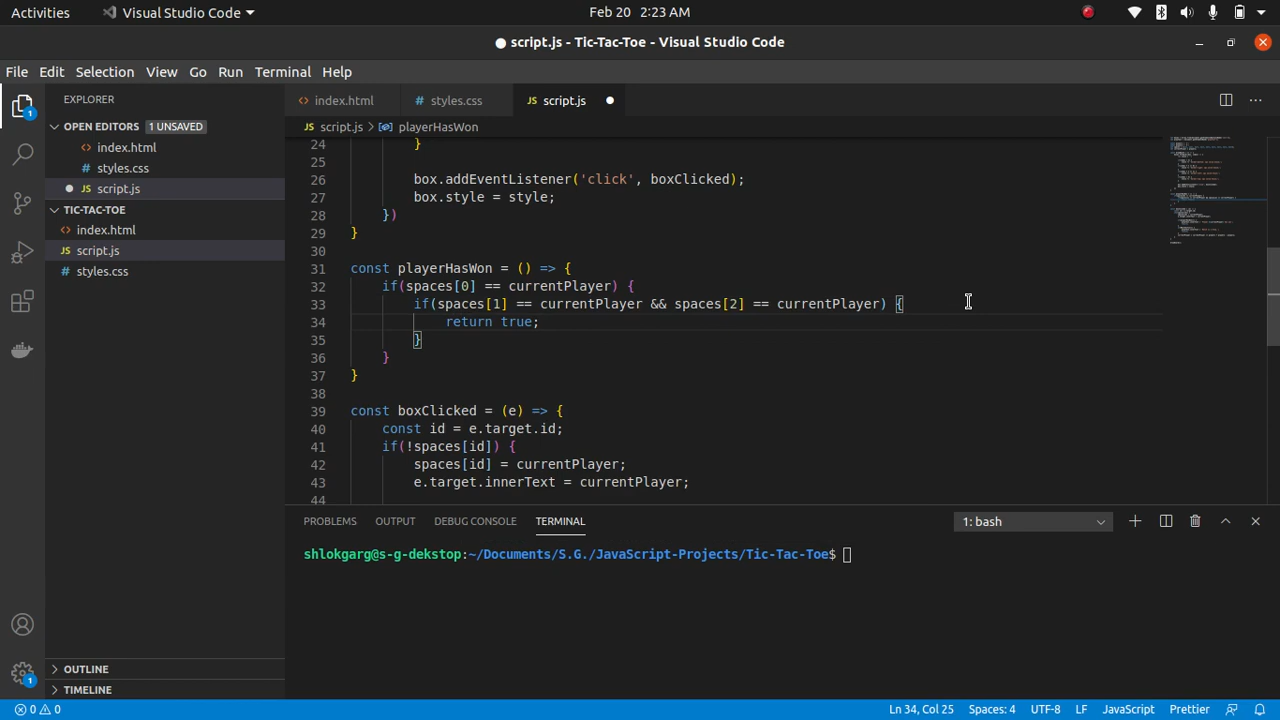 Activities
Visual Studio Code
Feb 20 2:23 AM
script.js - Tic-Tac-Toe - Visual Studio Code
File Edit Selection View Go Run Terminal Help
EXPLORER
OPEN EDITORS 1 UNSAVED
index.html
styles.css
JS script.js
TIC-TAC-TOE
index.html
JS script.js
styles.css
OUTLINE
TIMELINE
index.html
# styles.css
JS script.js
JS script.js > playerHasWon
24 }
25
26 box.addEventListener('click', boxClicked);
27 box.style = style;
28 })
29 }
30
31 const playerHasWon = () => {
32 if(spaces[0] == currentPlayer) {
33 if(spaces[1] == currentPlayer && spaces[2] == currentPlayer) {
34 return true;
35 }
36 }
37 }
38
39 const boxClicked = (e) => {
40 const id = e.target.id;
41 if(!spaces[id]) {
42 spaces[id] = currentPlayer;
43 e.target.innerText = currentPlayer;
44
PROBLEMS OUTPUT DEBUG CONSOLE TERMINAL
1: bash
shlokgarg@s-g-dekstop:~/Documents/S.G./JavaScript-Projects/Tic-Tac-Toe$
1
1
0 0
Ln 34, Col 25 Spaces: 4 UTF-8 LF JavaScript Prettier